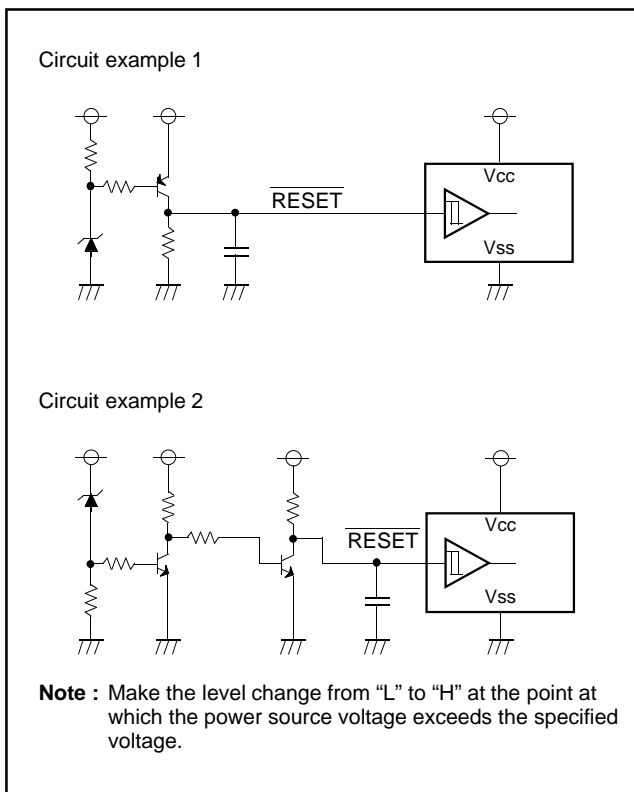 Circuit example 1
RESET
Vcc
Vss
Circuit example 2
RESET
Vcc
Vss
Note : Make the level change from “L” to “H” at the point at
which the power source voltage exceeds the specified
voltage.